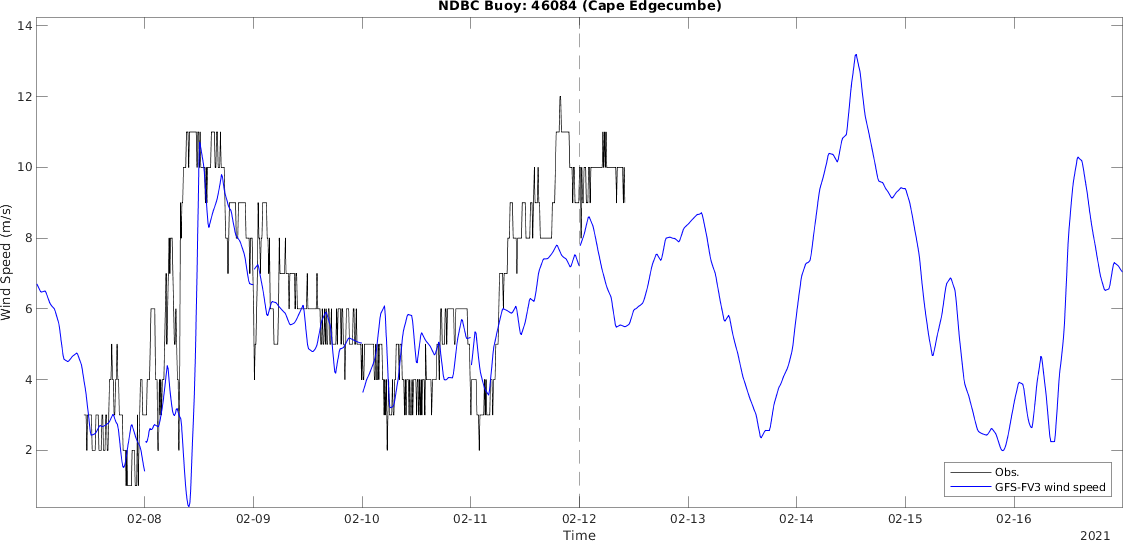 NDBC Buoy: 46084 (Cape Edgecumbe)
14
12
10
8
6
4
2
Wind Speed (m/s)
Obs.
GFS-FV3 wind speed
02-08 02-09 02-10 02-11 02-12 02-13 02-14 02-15 02-16
Time
2021